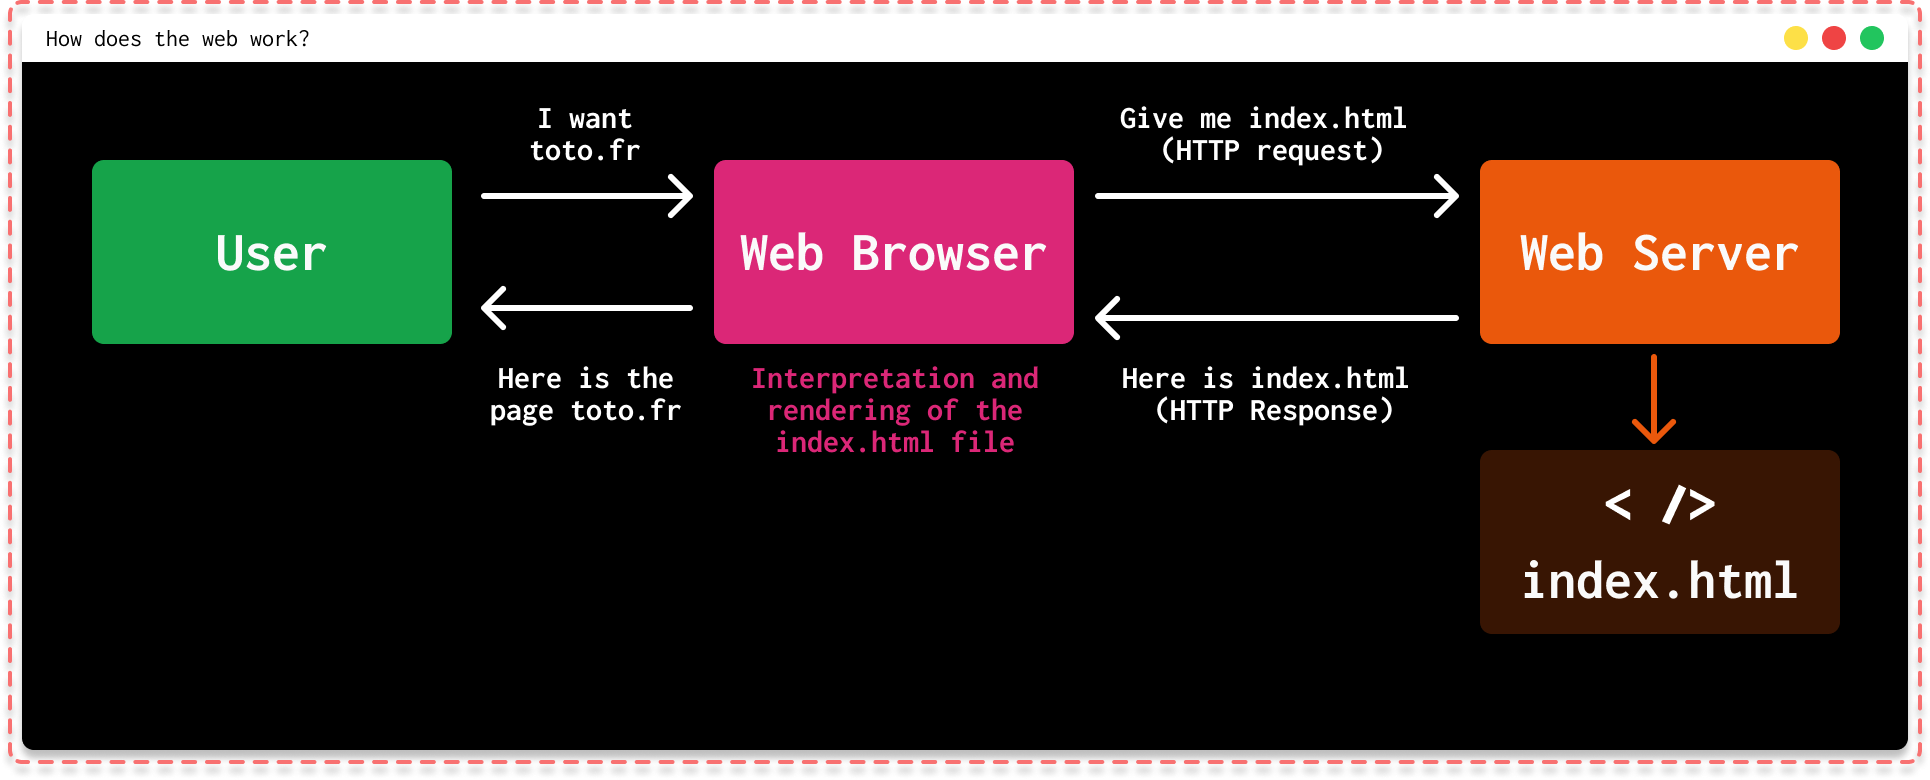 How does the web work?
I want
toto.fr
Give me index.html
(HTTP request)
User
Web Browser
Web Server
Here is the
page toto.fr
Interpretation and
rendering of the
index.html file
Here is index.html
(HTTP Response)
< />
index.html